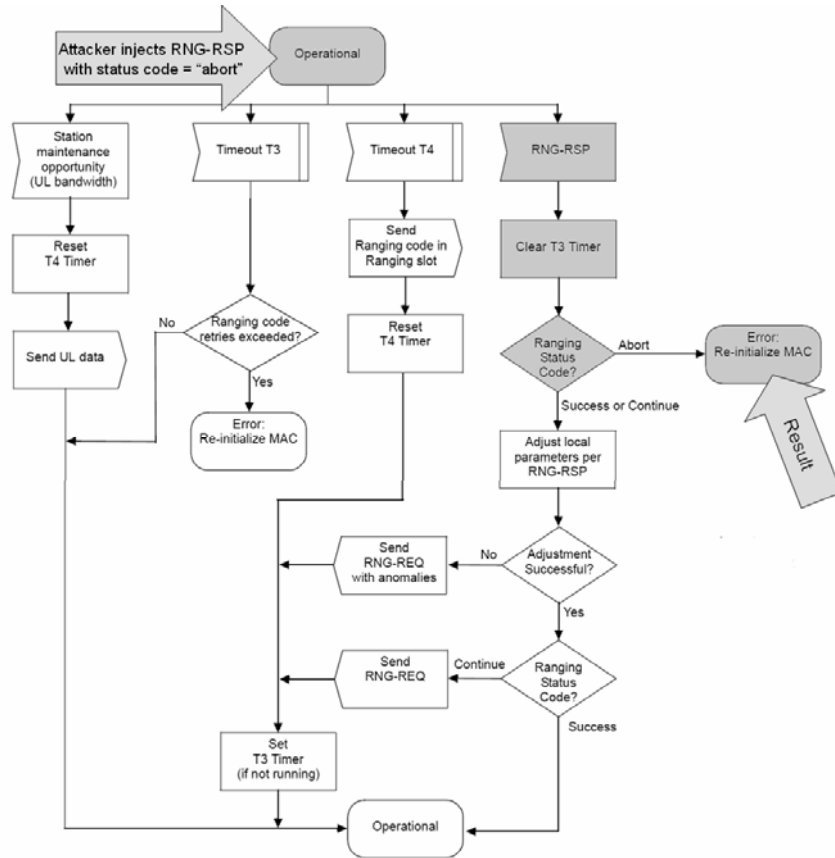 Attacker injects RNG-RSP
with status code = "abort"
Operational
Station
maintenance
opportunity
(UL bandwidth)
Timeout T3
Timeout T4
RNG-RSP
Reset
T4 Timer
Send
Ranging code in
Ranging slot
Clear T3 Timer
Send UL data
No
Ranging code
retries exceeded?
Yes
Error:
Re-initialize MAC
Reset
T4 Timer
Ranging
Status
Code?
Abort
Error:
Re-initialize MAC
Result
Success or Continue
Adjust local
parameters per
RNG-RSP
Send
RNG-REQ
with anomalies
No
Adjustment
Successful?
Yes
Send
RNG-REQ
Continue
Ranging
Status
Code?
Success
Set
T3 Timer
(if not running)
Operational